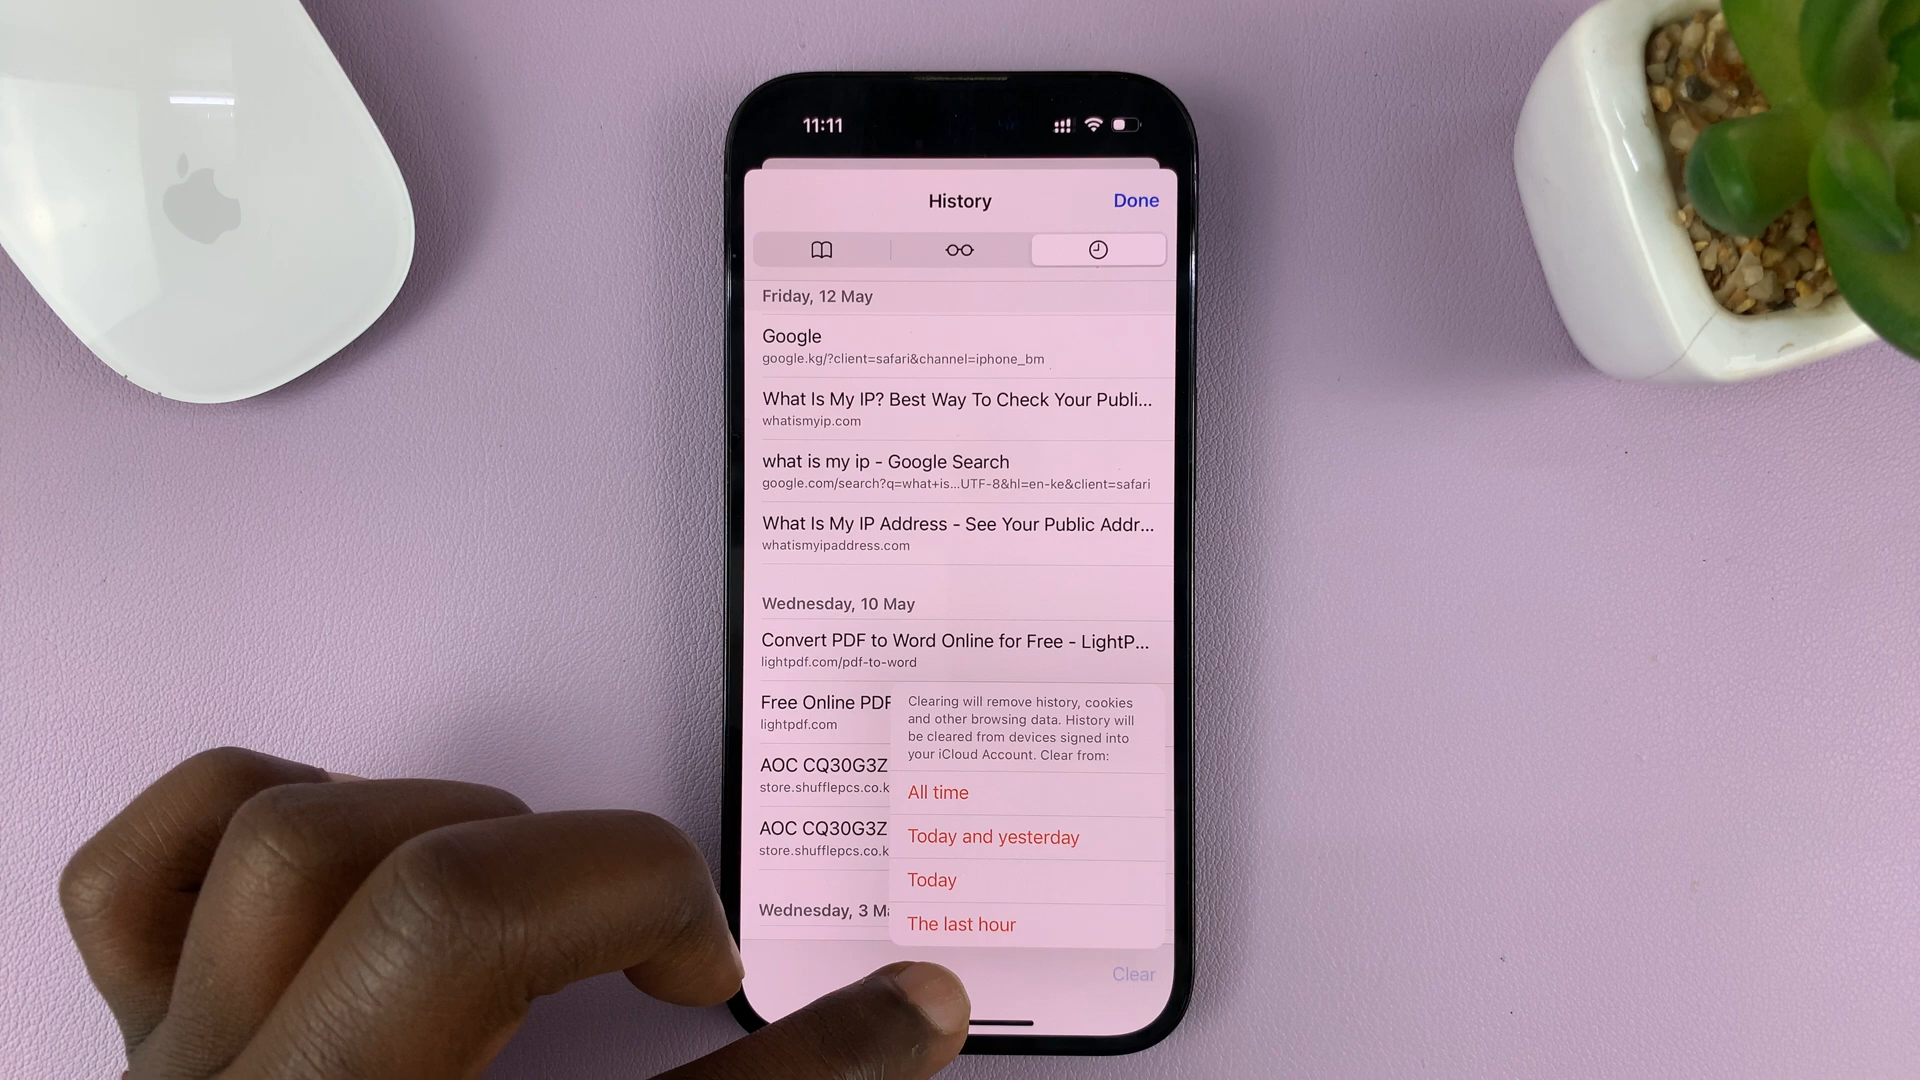 11:11
History
Done
Friday, 12 May
Google
google.kg/?client=safari&channel=iphone_bm
What Is My IP? Best Way To Check Your Publi...
whatismyip.com
what is my ip - Google Search
google.com/search?q=what+is...UTF-8&hl=en-ke&client=safari
What Is My IP Address - See Your Public Addr...
whatismyipaddress.com
Wednesday, 10 May
Convert PDF to Word Online for Free - LightP...
lightpdf.com/pdf-to-word
Free Online PDF
lightpdf.com
AOC CQ30G3Z
store.shufflepcs.co.k
AOC CQ30G3Z
store.shufflepcs.co.k
Wednesday, 3 Ma
Clearing will remove history, cookies
and other browsing data. History will
be cleared from devices signed into
your iCloud Account. Clear from:
All time
Today and yesterday
Today
The last hour
Clear